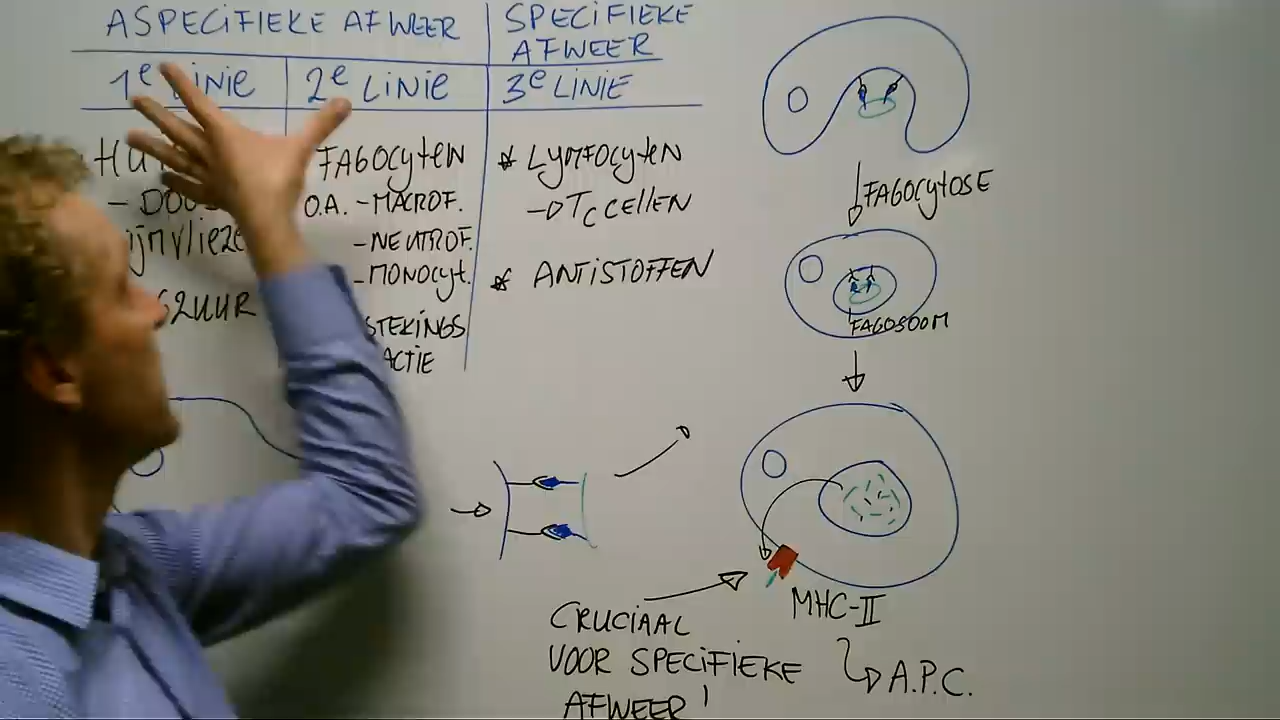 ASPECIFIEKE AFWEER
SPECIFIEKE
AFWEER
1e LINIE
2e LINIE
3e LINIE
FAGOCYTEN
O.A. - MACROF.
- NEUTROF.
- MONOCYT.
* LYMFOCYTEN
TC CELLEN
* ANTISTOFFEN
FAGOCYTOSE
FAGOSOOM
MHC-II
A.P.C.
CRUCIAAL
VOOR SPECIFIEKE
AFWEER!